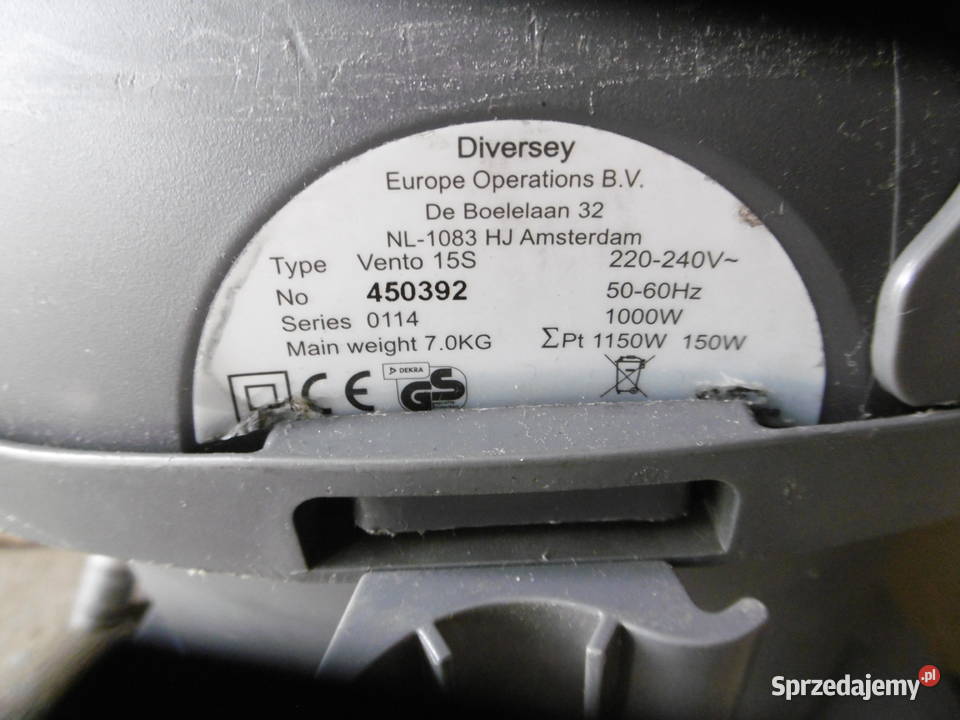 Diversey
Europe Operations B.V.
De Boelelaan 32
NL-1083 HJ Amsterdam
Type Vento 15S 220-240V~
No 450392 50-60Hz
Series 0114 1000W
Main weight 7.0KG ΣPt 1150W 150W
CE DEKRA GS
Sprzedajemy.pl